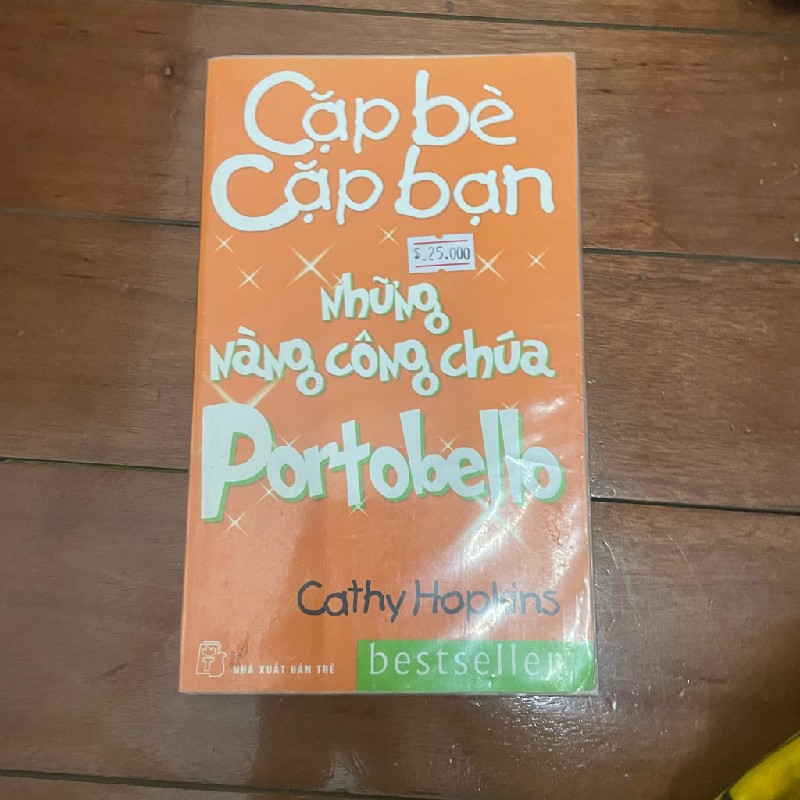 Cặp bè
Cặp bạn
$ 25.000
Những
nàng công chúa
Portobello
Cathy Hopkins
NHÀ XUẤT BẢN TRẺ
bestseller